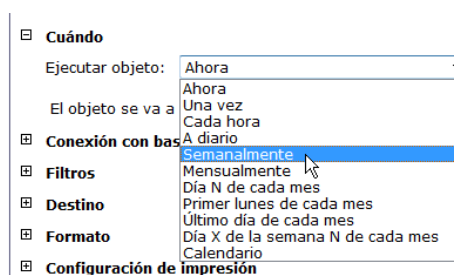 Cuándo
Ejecutar objeto: Ahora
Ahora
Una vez
El objeto se va a
Cada hora
A diario
Conexión con bas
Semanalmente
Mensualmente
Filtros
Día N de cada mes
Primer lunes de cada mes
Destino
Último día de cada mes
Formato
Día X de la semana N de cada mes
Calendario
Configuración de impresión